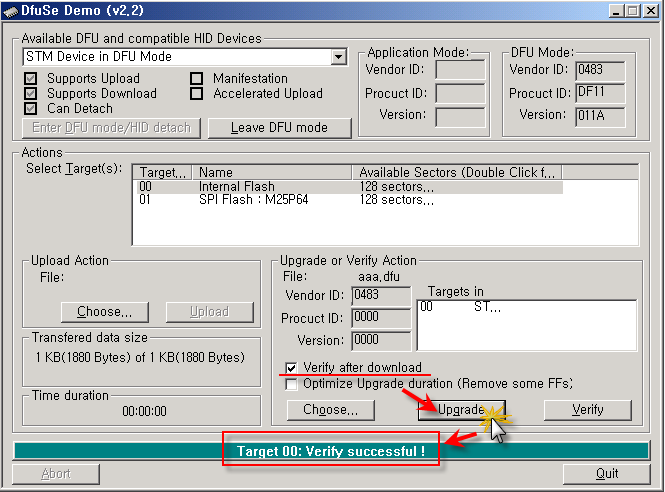 DfuSe Demo (v2.2)
Available DFU and compatible HID Devices
STM Device in DFU Mode
Supports Upload
Manifestation
Supports Download
Accelerated Upload
Can Detach
Enter DFU mode/HID detach
Leave DFU mode
Application Mode:
Vendor ID:
Procuct ID:
Version:
DFU Mode:
Vendor ID: 0483
Procuct ID: DF11
Version: 011A
Actions
Select Target(s):
Target... Name Available Sectors (Double Click f...
00 Internal Flash 128 sectors...
01 SPI Flash : M25P64 128 sectors...
Upload Action
File:
Choose... Upload
Transfered data size
1 KB(1880 Bytes) of 1 KB(1880 Bytes)
Time duration
00:00:00
Upgrade or Verify Action
File: aaa.dfu
Vendor ID: 0483
Procuct ID: 0000
Version: 0000
Targets in
00 ST...
Verify after download
Optimize Upgrade duration (Remove some FFs)
Choose... Upgrade Verify
Target 00: Verify successful !
Abort Quit